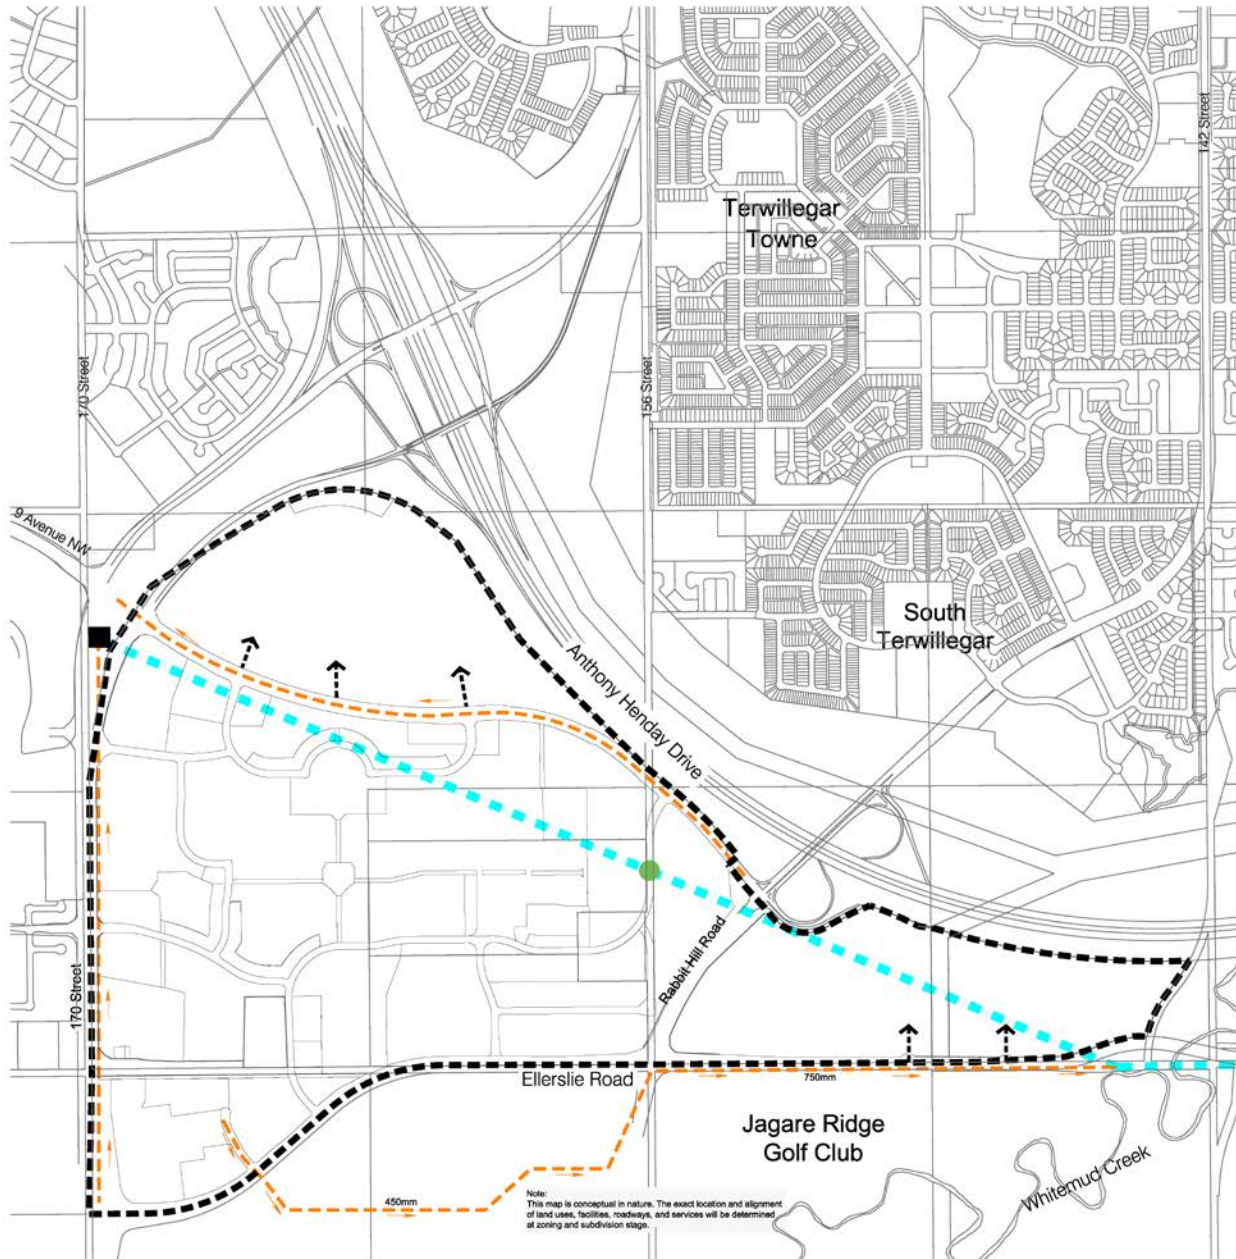 142 Street
Terwillegar
Towne
170 Street
156 Street
9 Avenue NW
South
Terwillegar
Anthony Henday Drive
Rabbit Hill Road
170 Street
Ellerslie Road
750mm
Jagare Ridge
Golf Club
Whitemud Creek
450mm
Note:
This map is conceptual in nature. The exact location and alignment
of land uses, facilities, roadways, and services will be determined
at zoning and subdivision stage.